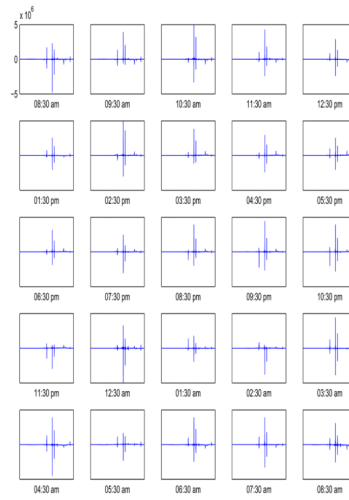 x 10^6
5
0
−5
08:30 am 09:30 am 10:30 am 11:30 am 12:30 pm
01:30 pm 02:30 pm 03:30 pm 04:30 pm 05:30 pm
06:30 pm 07:30 pm 08:30 pm 09:30 pm 10:30 pm
11:30 pm 12:30 am 01:30 am 02:30 am 03:30 am
04:30 am 05:30 am 06:30 am 07:30 am 08:30 am